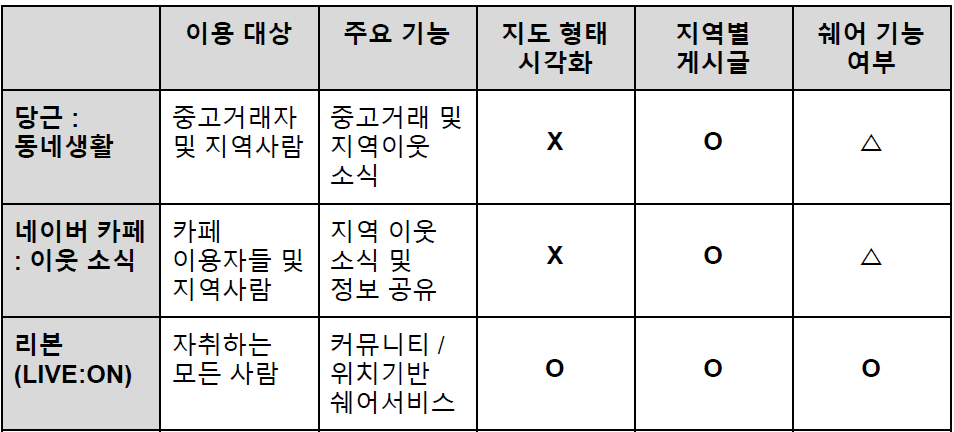 이용 대상
주요 기능
지도 형태
시각화
지역별
게시글
쉐어 기능
여부
당근 :
동네생활
중고거래자
및 지역사람
중고거래 및
지역이웃
소식
X
O
△
네이버 카페
: 이웃 소식
카페
이용자들 및
지역사람
지역 이웃
소식 및
정보 공유
X
O
△
리본
(LIVE:ON)
자취하는
모든 사람
커뮤니티 /
위치기반
쉐어서비스
O
O
O